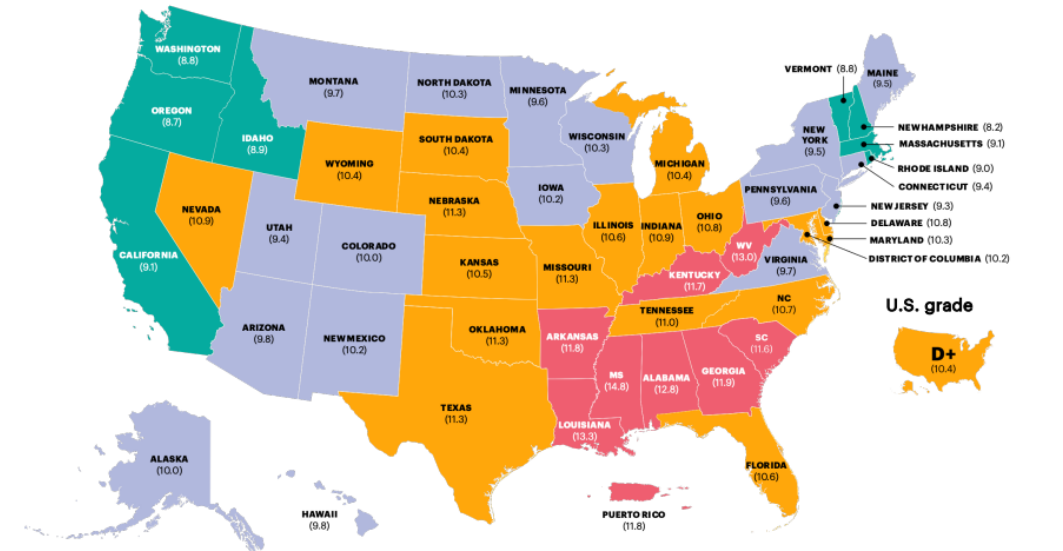 WASHINGTON
(8.8)
OREGON
(8.7)
IDAHO
(8.9)
MONTANA
(9.7)
NORTH DAKOTA
(10.3)
MINNESOTA
(9.6)
SOUTH DAKOTA
(10.4)
WYOMING
(10.4)
WISCONSIN
(10.3)
MICHIGAN
(10.4)
NEVADA
(10.9)
UTAH
(9.4)
COLORADO
(10.0)
NEBRASKA
(11.3)
IOWA
(10.2)
ILLINOIS
(10.6)
INDIANA
(10.9)
OHIO
(10.8)
PENNSYLVANIA
(9.6)
NEW
YORK
(9.5)
VERMONT (8.8)
MAINE
(9.5)
NEW HAMPSHIRE (8.2)
MASSACHUSETTS (9.1)
RHODE ISLAND (9.0)
CONNECTICUT (9.4)
NEW JERSEY (9.3)
DELAWARE (10.8)
MARYLAND (10.3)
DISTRICT OF COLUMBIA (10.2)
CALIFORNIA
(9.1)
KANSAS
(10.5)
MISSOURI
(11.3)
KENTUCKY
(11.7)
WV
(13.0)
VIRGINIA
(9.7)
ARIZONA
(9.8)
NEW MEXICO
(10.2)
OKLAHOMA
(11.3)
ARKANSAS
(11.8)
TENNESSEE
(11.0)
NC
(10.7)
SC
(11.6)
TEXAS
(11.3)
LOUISIANA
(13.3)
MS
(14.8)
ALABAMA
(12.8)
GEORGIA
(11.9)
FLORIDA
(10.6)
ALASKA
(10.0)
HAWAII
(9.8)
PUERTO RICO
(11.8)
U.S. grade
D+
(10.4)